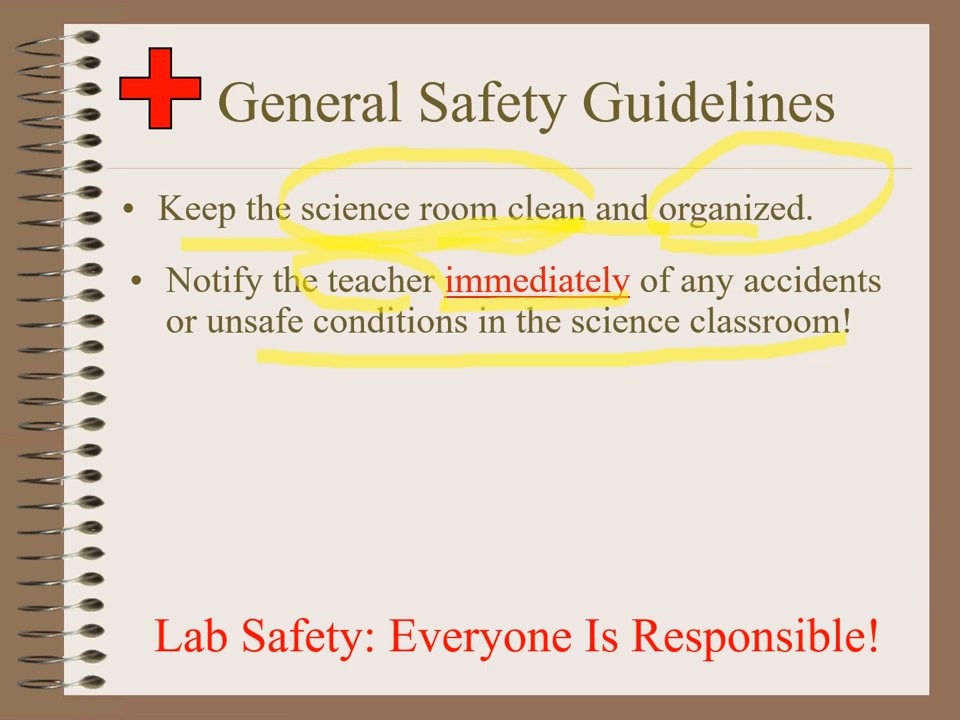 General Safety Guidelines
• Keep the science room clean and organized.
• Notify the teacher immediately of any accidents
or unsafe conditions in the science classroom!
Lab Safety: Everyone Is Responsible!